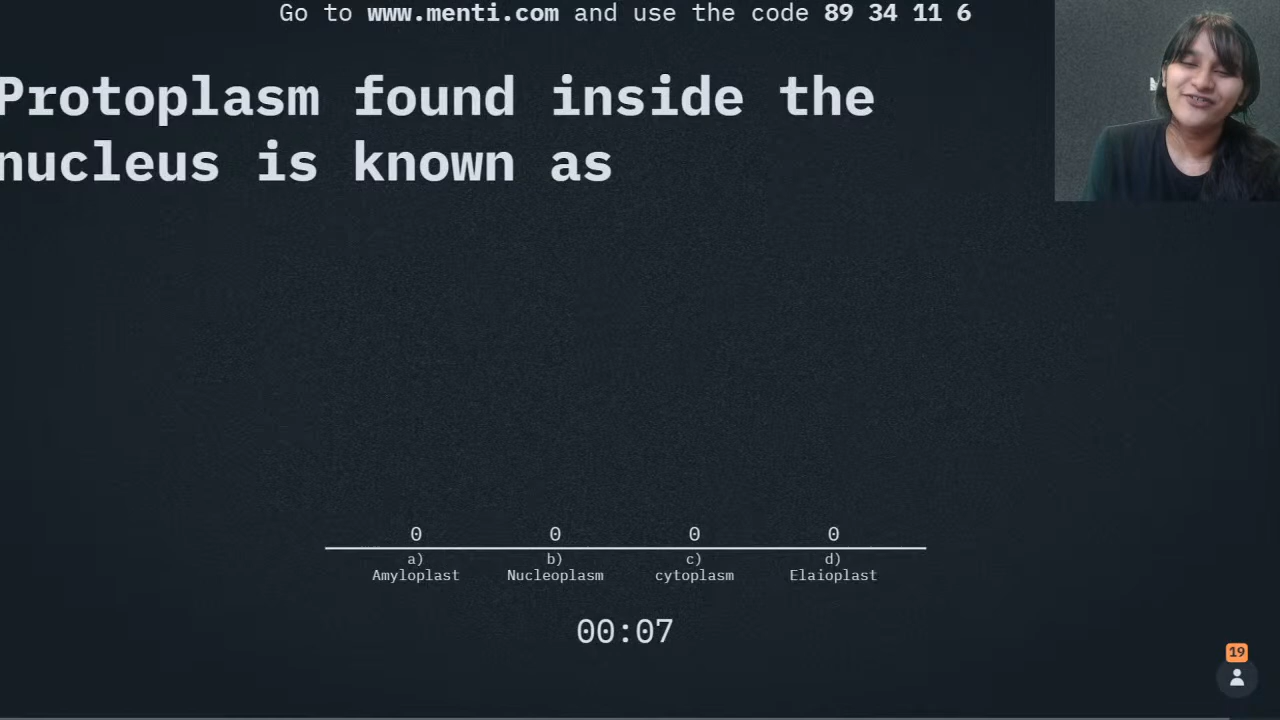 Go to www.menti.com and use the code 89 34 11 6
Protoplasm found inside the
nucleus is known as
0 0 0 0
a) b) c) d)
Amyloplast Nucleoplasm cytoplasm Elaioplast
00:07
19